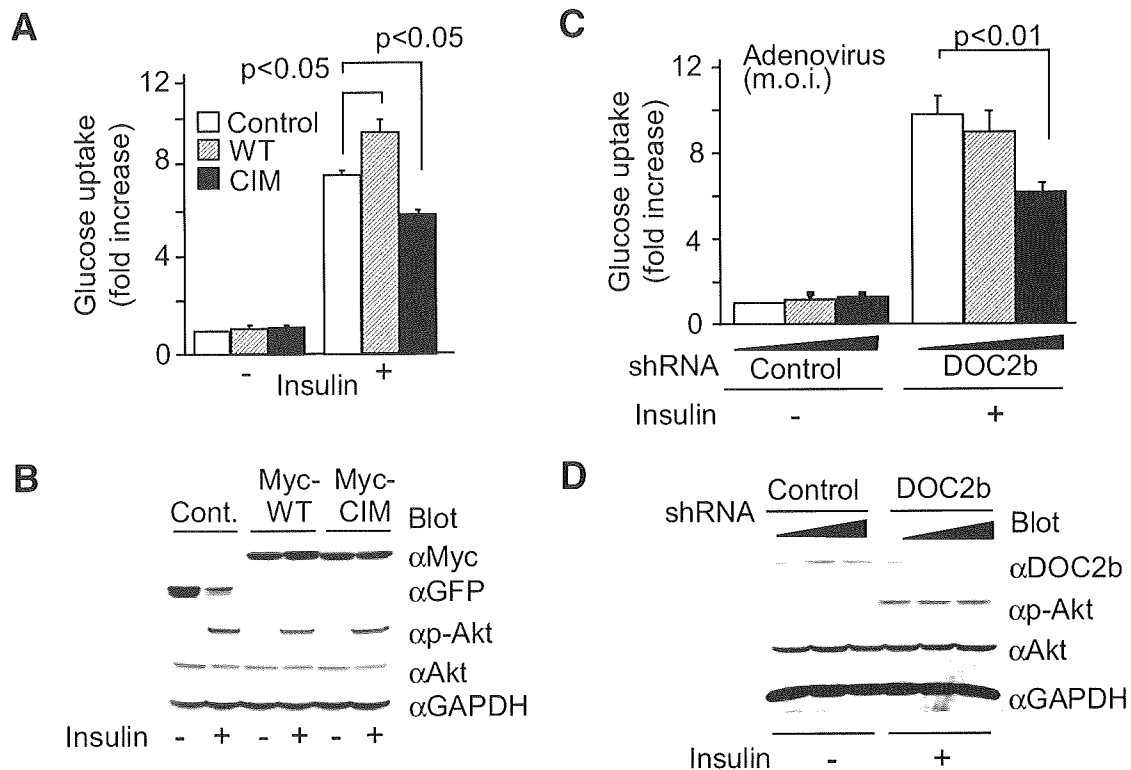 A
p<0.05
p<0.05
12
8
4
0
Glucose uptake
(fold increase)
Control
WT
CIM
- Insulin +
C
p<0.01
Adenovirus
(m.o.i.)
12
8
4
0
Glucose uptake
(fold increase)
shRNA Control DOC2b
Insulin - +
B
Cont. Myc-WT Myc-CIM Blot
αMyc
αGFP
αp-Akt
αAkt
αGAPDH
Insulin - + - + - +
D
shRNA Control DOC2b Blot
αDOC2b
αp-Akt
αAkt
αGAPDH
Insulin - +